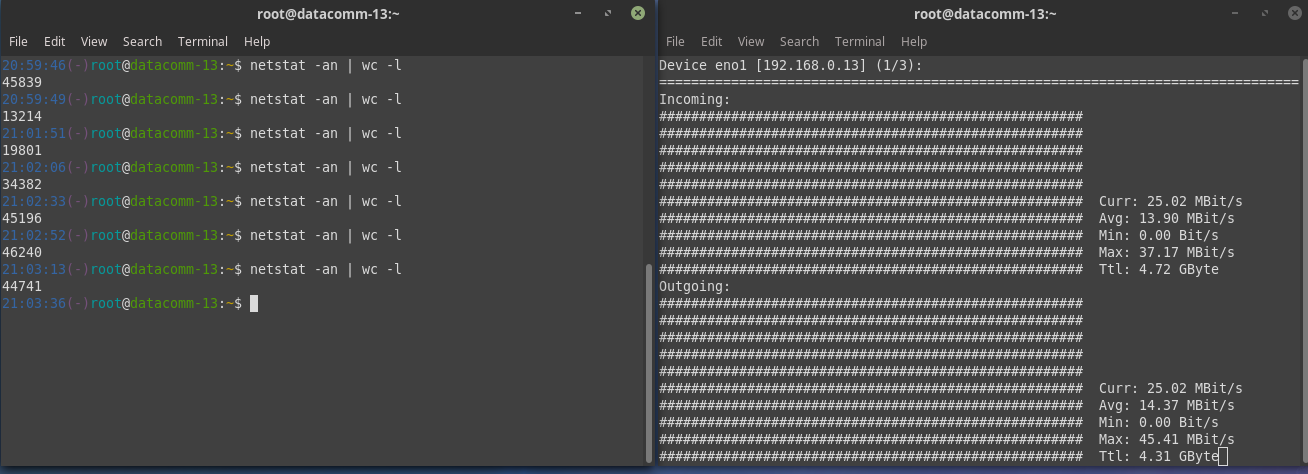 root@datacomm-13:~
File Edit View Search Terminal Help
20:59:46(-)root@datacomm-13:~$ netstat -an | wc -l
45839
20:59:49(-)root@datacomm-13:~$ netstat -an | wc -l
13214
21:01:51(-)root@datacomm-13:~$ netstat -an | wc -l
19801
21:02:06(-)root@datacomm-13:~$ netstat -an | wc -l
34382
21:02:33(-)root@datacomm-13:~$ netstat -an | wc -l
45196
21:02:52(-)root@datacomm-13:~$ netstat -an | wc -l
46240
21:03:13(-)root@datacomm-13:~$ netstat -an | wc -l
44741
21:03:36(-)root@datacomm-13:~$
root@datacomm-13:~
File Edit View Search Terminal Help
Device eno1 [192.168.0.13] (1/3):
================================================================================
Incoming:
#####################################################
#####################################################
#####################################################
#####################################################
#####################################################
##################################################### Curr: 25.02 MBit/s
##################################################### Avg: 13.90 MBit/s
##################################################### Min: 0.00 Bit/s
##################################################### Max: 37.17 MBit/s
##################################################### Ttl: 4.72 GByte
Outgoing:
#####################################################
#####################################################
#####################################################
#####################################################
#####################################################
##################################################### Curr: 25.02 MBit/s
##################################################### Avg: 14.37 MBit/s
##################################################### Min: 0.00 Bit/s
##################################################### Max: 45.41 MBit/s
##################################################### Ttl: 4.31 GByte